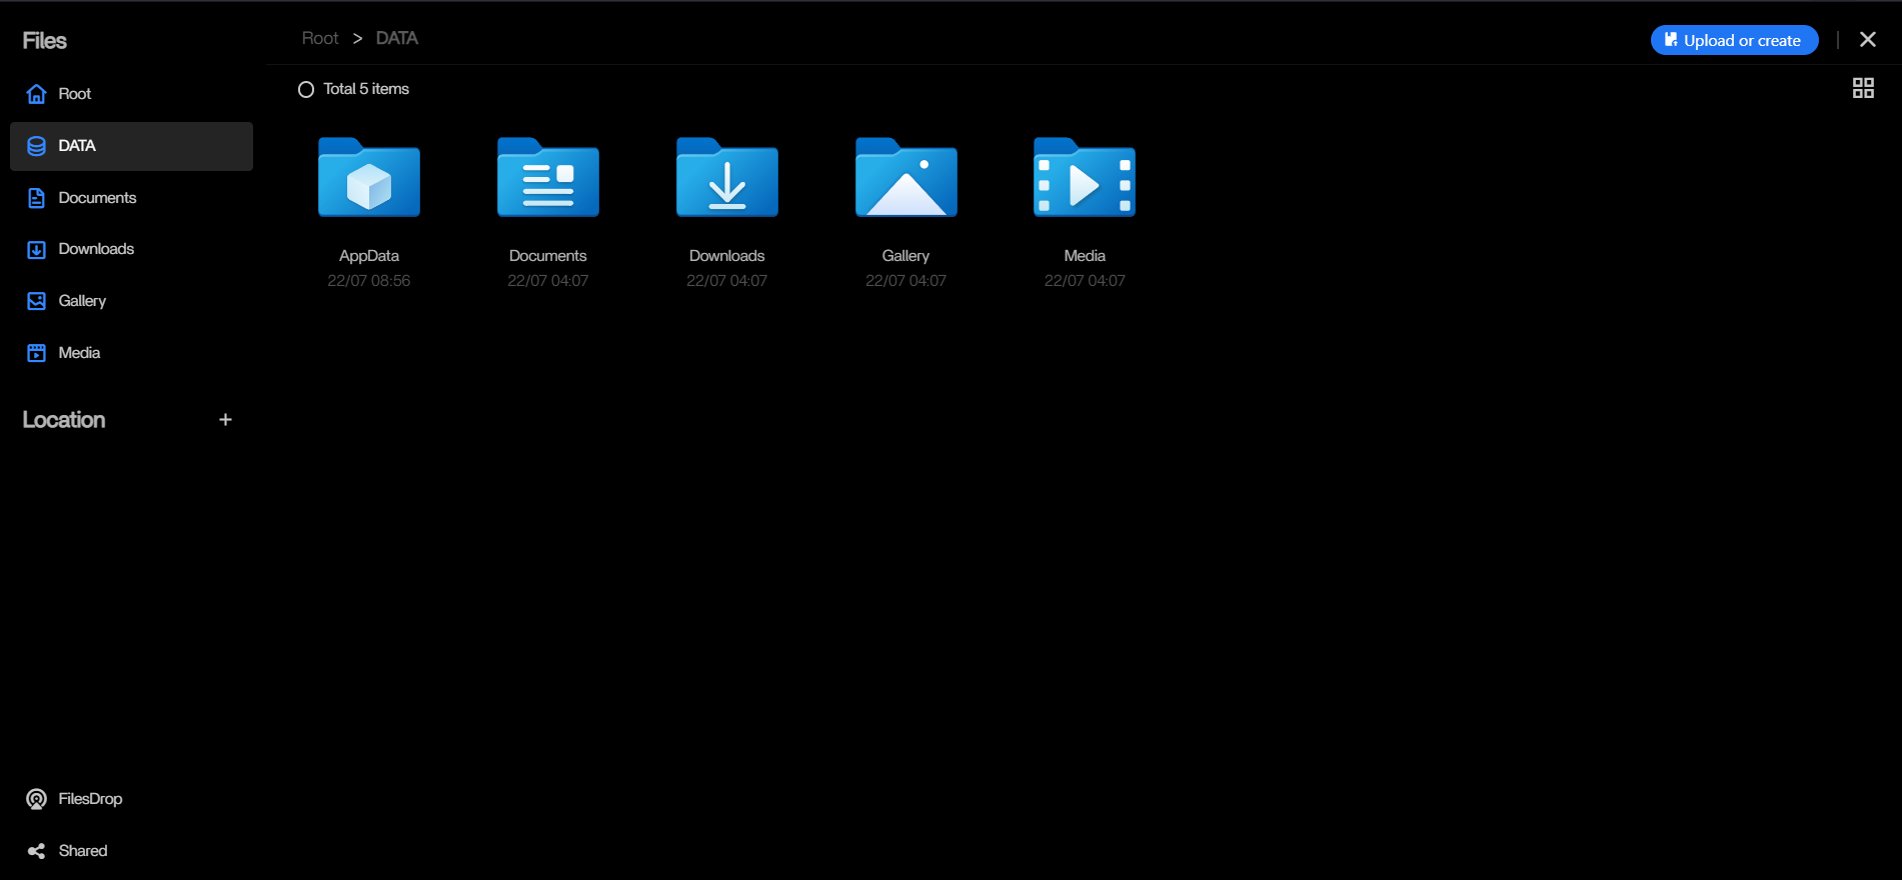 Files
Root
DATA
Documents
Downloads
Gallery
Media
Location +
FilesDrop
Shared
Root > DATA
Upload or create
Total 5 items
AppData
22/07 08:56
Documents
22/07 04:07
Downloads
22/07 04:07
Gallery
22/07 04:07
Media
22/07 04:07